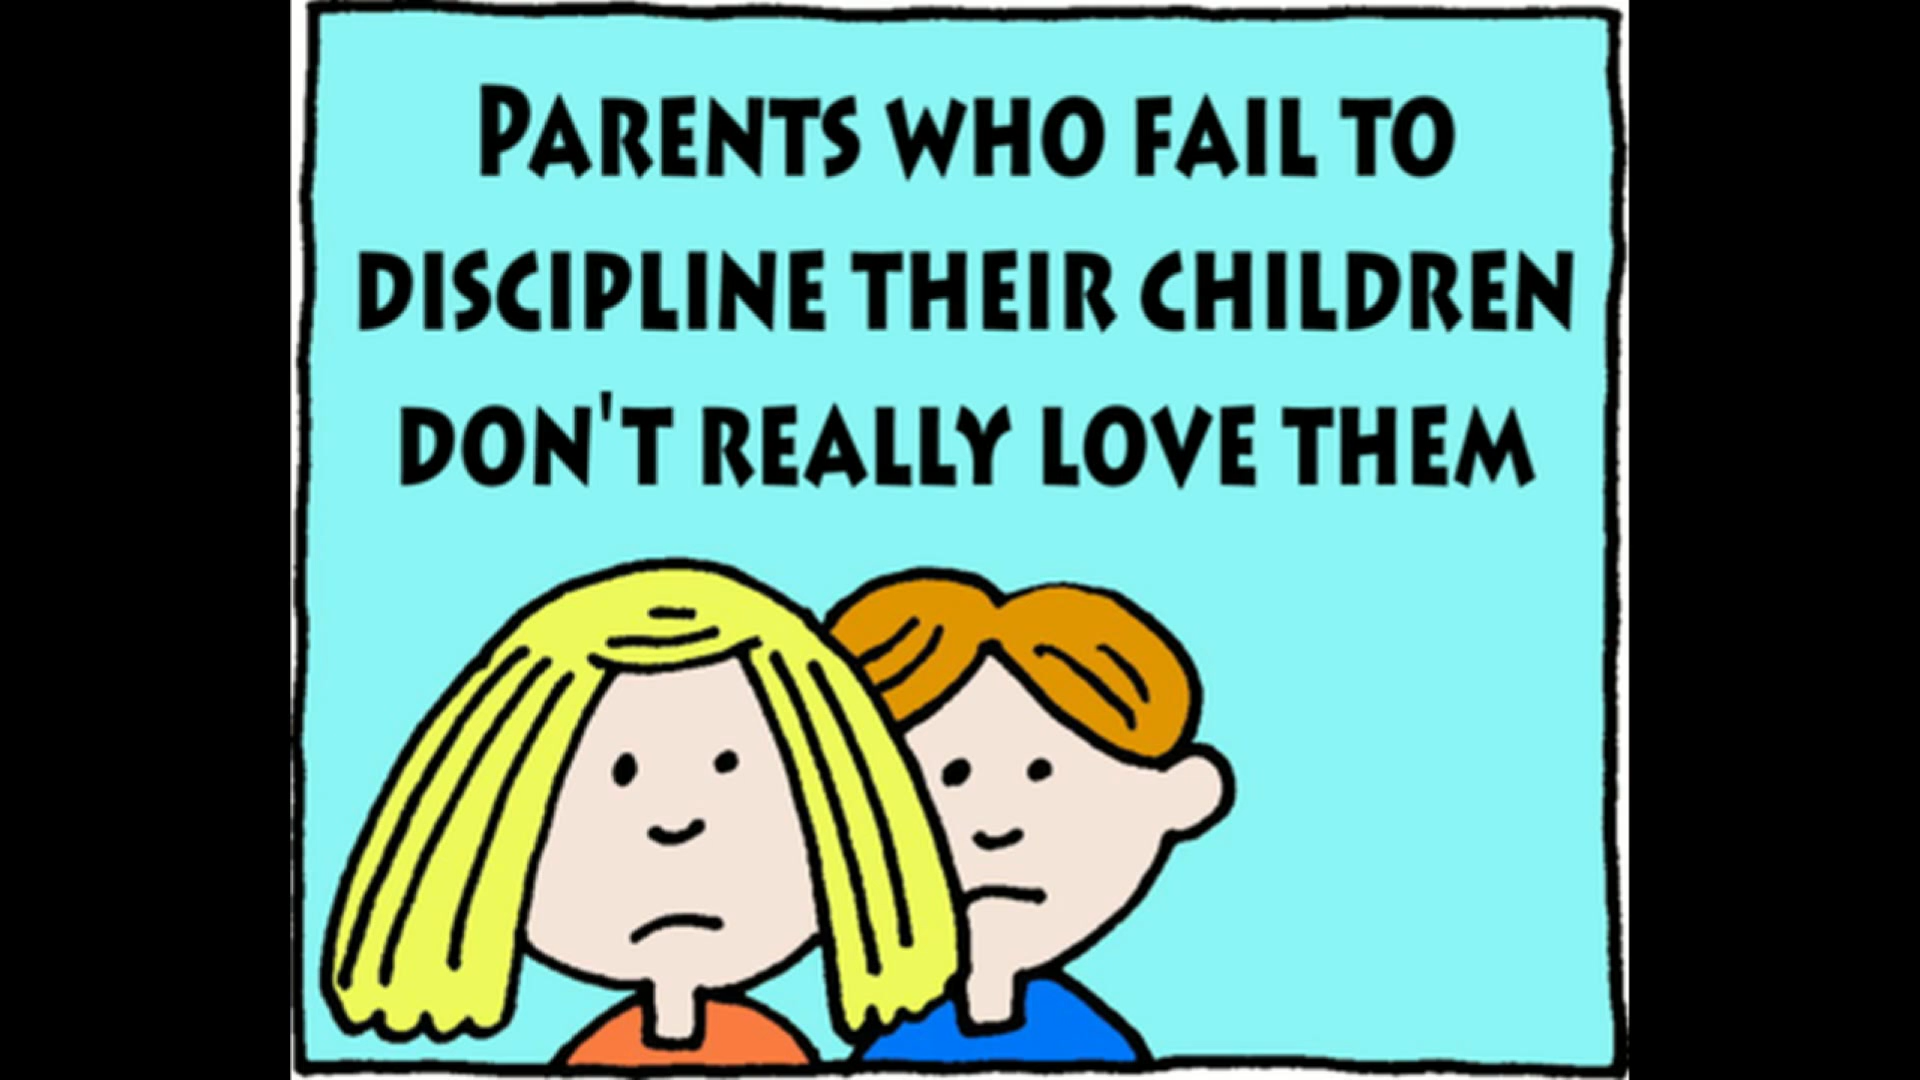 PARENTS WHO FAIL TO
DISCIPLINE THEIR CHILDREN
DON'T REALLY LOVE THEM